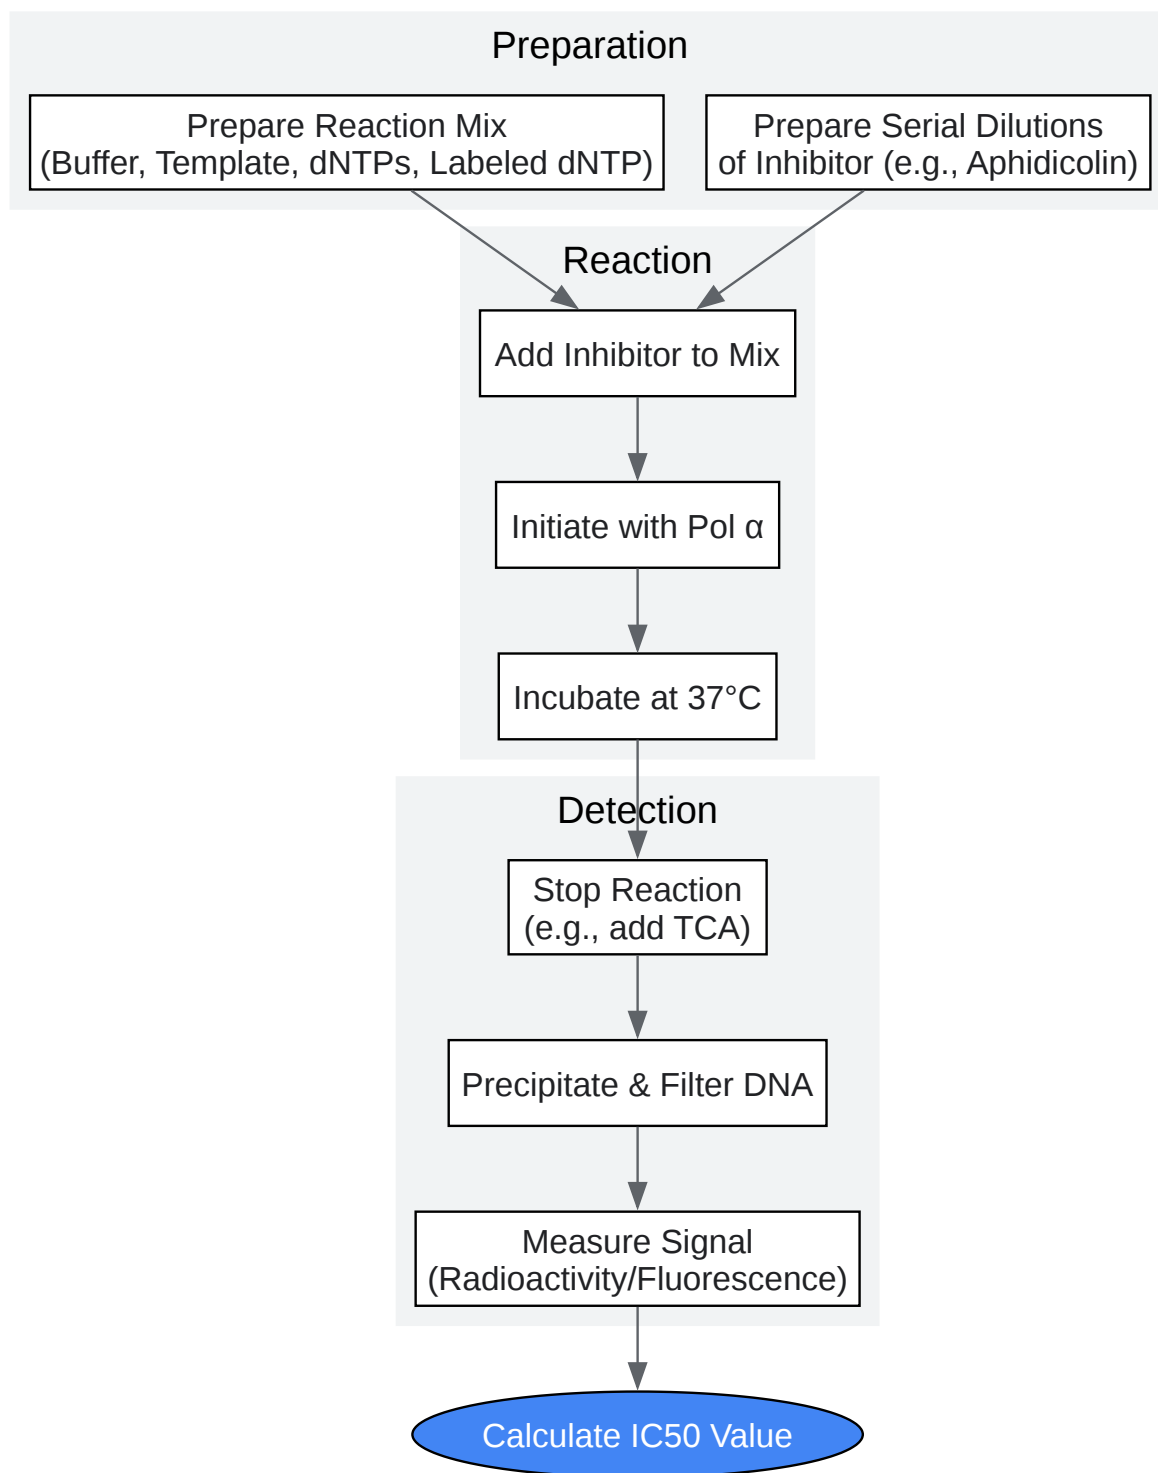 Preparation
Prepare Reaction Mix
(Buffer, Template, dNTPs, Labeled dNTP)
Prepare Serial Dilutions
of Inhibitor (e.g., Aphidicolin)
Reaction
Add Inhibitor to Mix
Initiate with Pol α
Incubate at 37°C
Detection
Stop Reaction
(e.g., add TCA)
Precipitate & Filter DNA
Measure Signal
(Radioactivity/Fluorescence)
Calculate IC50 Value